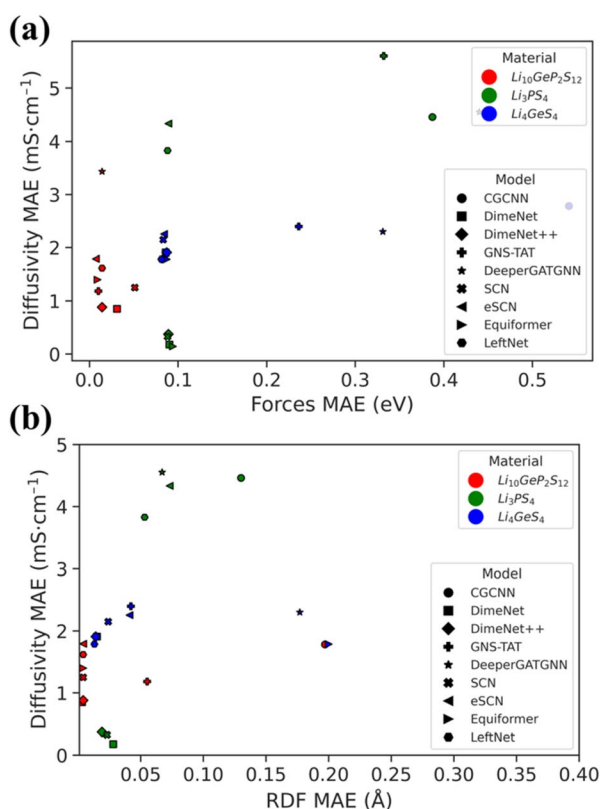 (a)
Diffusivity MAE (mS·cm⁻¹)
5
4
3
2
1
0
0.0 0.1 0.2 0.3 0.4 0.5
Forces MAE (eV)
Material
Li₁₀GeP₂S₁₂
Li₃PS₄
Li₄GeS₄
Model
CGCNN
DimeNet
DimeNet++
GNS-TAT
DeeperGATGNN
SCN
eSCN
Equiformer
LeftNet
(b)
Diffusivity MAE (mS·cm⁻¹)
5
4
3
2
1
0
0.05 0.10 0.15 0.20 0.25 0.30 0.35 0.40
RDF MAE (Å)
Material
Li₁₀GeP₂S₁₂
Li₃PS₄
Li₄GeS₄
Model
CGCNN
DimeNet
DimeNet++
GNS-TAT
DeeperGATGNN
SCN
eSCN
Equiformer
LeftNet